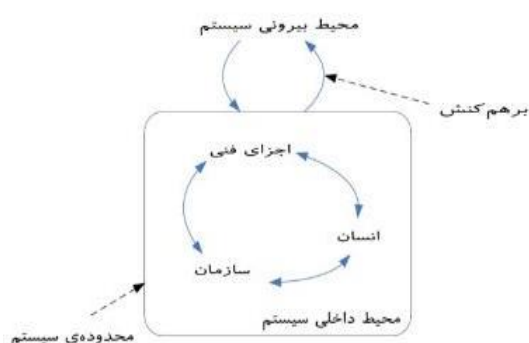 محیط بیرونی سیستم
برهم‌کنش
اجزای فنی
انسان
سازمان
محیط داخلی سیستم
محدوده‌ی سیستم